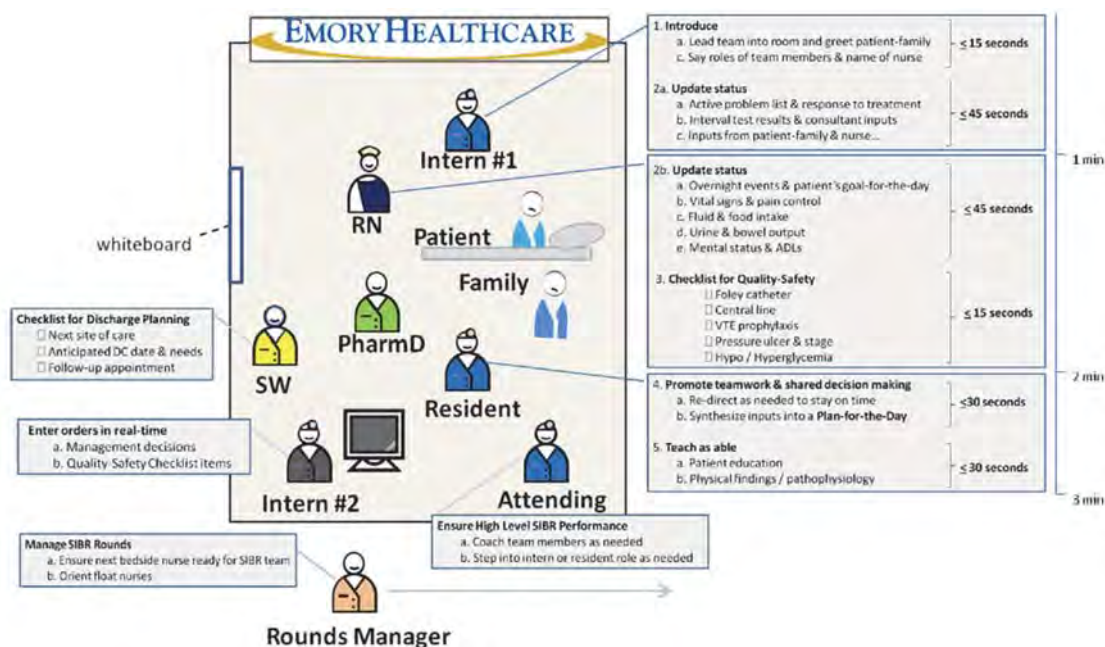 EMORY HEALTHCARE
1. Introduce
a. Lead team into room and greet patient-family
c. Say roles of team members & name of nurse
≤ 15 seconds
2a. Update status
a. Active problem list & response to treatment
b. Interval test results & consultant inputs
c. Inputs from patient-family & nurse...
≤ 45 seconds
1 min
2b. Update status
a. Overnight events & patient's goal-for-the-day
b. Vital signs & pain control
c. Fluid & food intake
d. Urine & bowel output
e. Mental status & ADLs
≤ 45 seconds
3. Checklist for Quality-Safety
Foley catheter
Central line
VTE prophylaxis
Pressure ulcer & stage
Hypo / Hyperglycemia
≤ 15 seconds
2 min
4. Promote teamwork & shared decision making
a. Re-direct as needed to stay on time
b. Synthesize inputs into a Plan-for-the-Day
≤30 seconds
5. Teach as able
a. Patient education
b. Physical findings / pathophysiology
≤ 30 seconds
3 min
Intern #1
RN
Patient
Family
whiteboard
PharmD
SW
Resident
Intern #2
Attending
Checklist for Discharge Planning
Next site of care
Anticipated DC date & needs
Follow-up appointment
Enter orders in real-time
a. Management decisions
b. Quality-Safety Checklist items
Ensure High Level SIBR Performance
a. Coach team members as needed
b. Step into intern or resident role as needed
Manage SIBR Rounds
a. Ensure next bedside nurse ready for SIBR team
b. Orient float nurses
Rounds Manager